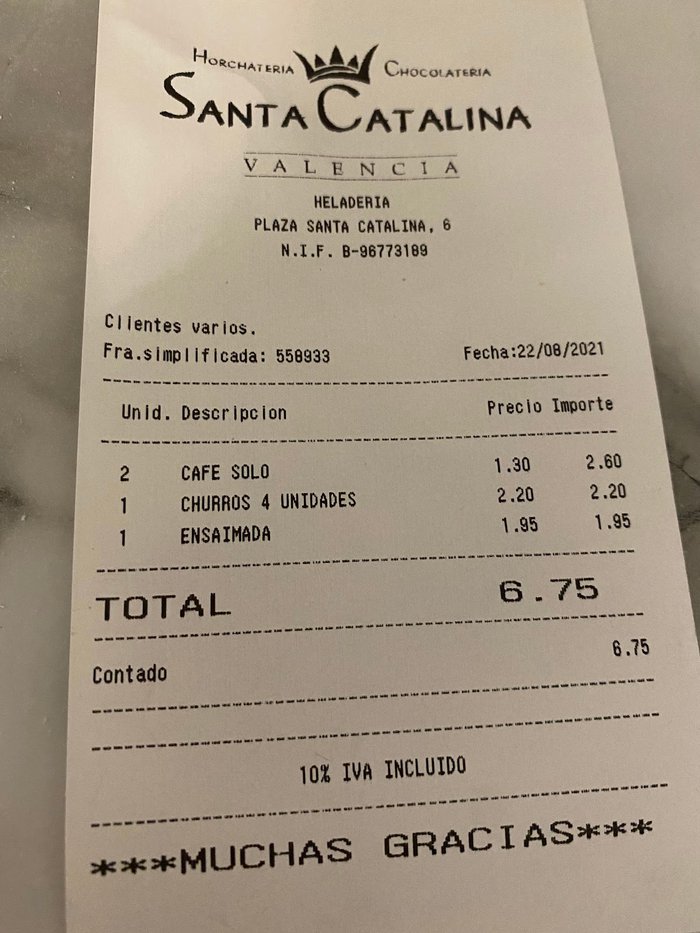 HORCHATERIA CHOCOLATERIA
SANTA CATALINA
VALENCIA
HELADERIA
PLAZA SANTA CATALINA, 6
N.I.F. B-96773189
Clientes varios.
Fra.simplificada: 558933 Fecha:22/08/2021
Unid. Descripcion Precio Importe
2 CAFE SOLO 1.30 2.60
1 CHURROS 4 UNIDADES 2.20 2.20
1 ENSAIMADA 1.95 1.95
TOTAL 6.75
Contado 6.75
10% IVA INCLUIDO
***MUCHAS GRACIAS***